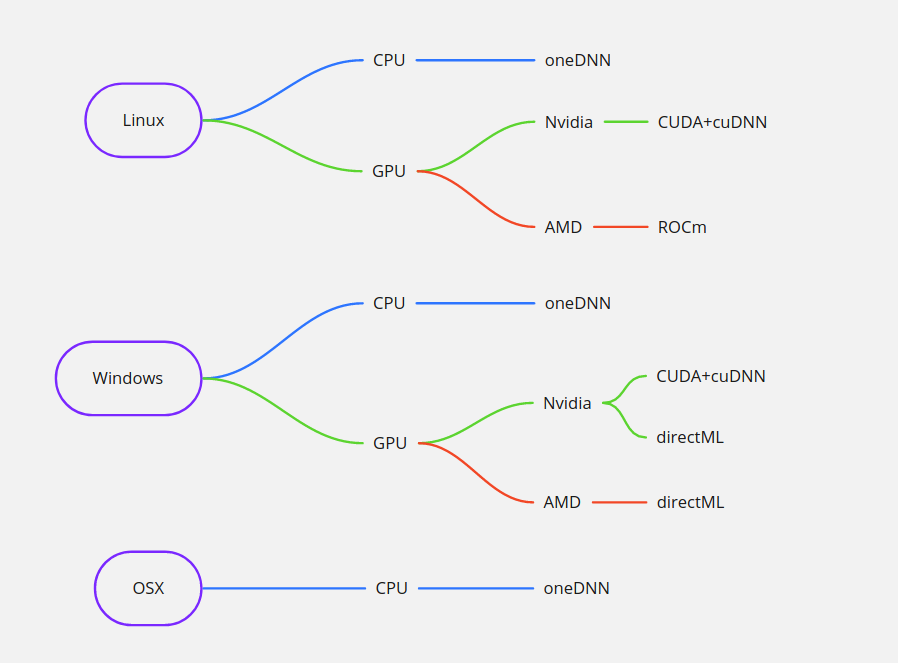 Linux
CPU
oneDNN
GPU
Nvidia
CUDA+cuDNN
AMD
ROCm
Windows
CPU
oneDNN
GPU
Nvidia
CUDA+cuDNN
directML
AMD
directML
OSX
CPU
oneDNN